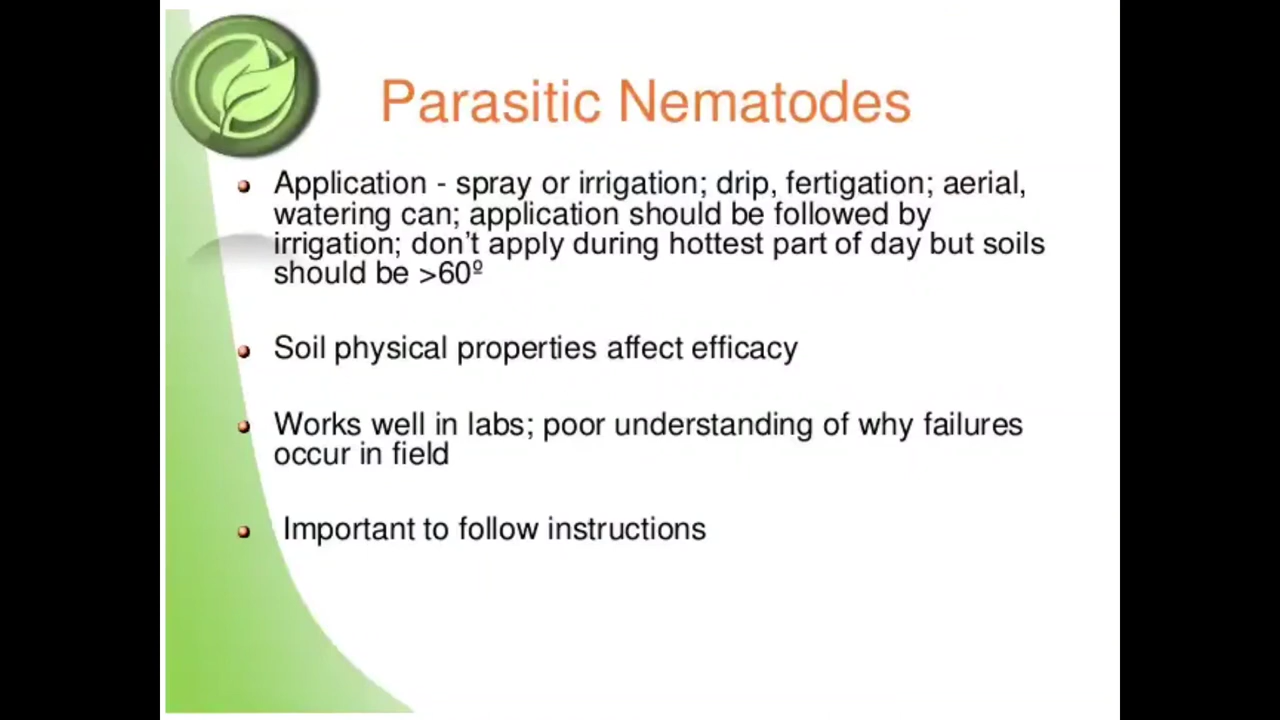 Parasitic Nematodes
Application - spray or irrigation; drip, fertigation; aerial,
watering can; application should be followed by
irrigation; don't apply during hottest part of day but soils
should be >60º
Soil physical properties affect efficacy
Works well in labs; poor understanding of why failures
occur in field
Important to follow instructions